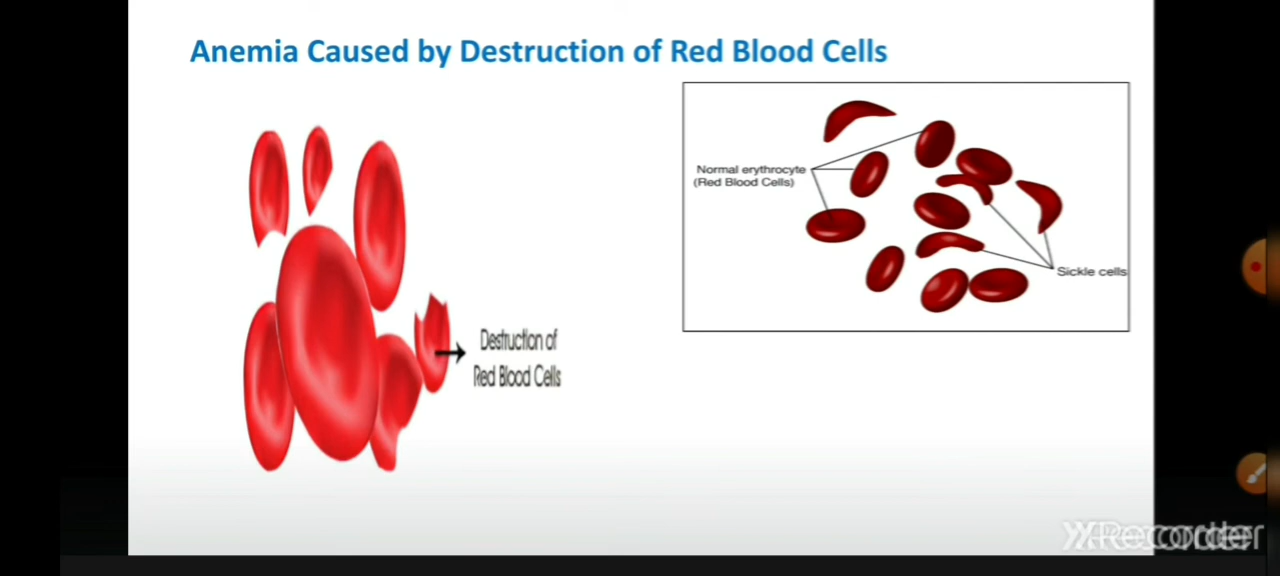 Anemia Caused by Destruction of Red Blood Cells
Normal erythrocyte
(Red Blood Cells)
Sickle cells
Destruction of
Red Blood Cells